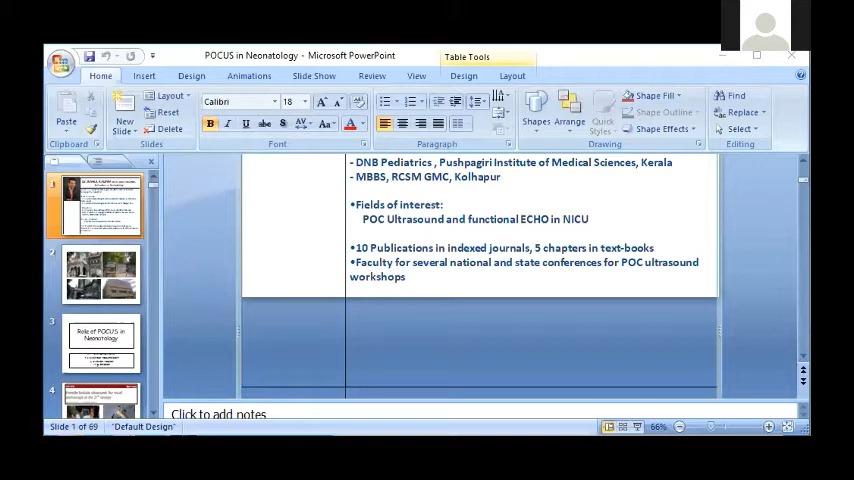 POCUS in Neonatology - Microsoft PowerPoint
Table Tools
Home Insert Design Animations Slide Show Review View Design Layout
Paste
Clipboard
New
Slide
Layout
Reset
Delete
Slides
Calibri
18
Font
Paragraph
Shapes
Arrange
Quick
Styles
Shape Fill
Shape Outline
Shape Effects
Drawing
Find
Replace
Select
Editing
- DNB Pediatrics , Pushpagiri Institute of Medical Sciences, Kerala
- MBBS, RCSM GMC, Kolhapur
•Fields of interest:
POC Ultrasound and functional ECHO in NICU
•10 Publications in indexed journals, 5 chapters in text-books
•Faculty for several national and state conferences for POC ultrasound
workshops
1
2
3
Role of POCUS in
Neonatology
4
Click to add notes
Slide 1 of 69
"Default Design"
66%